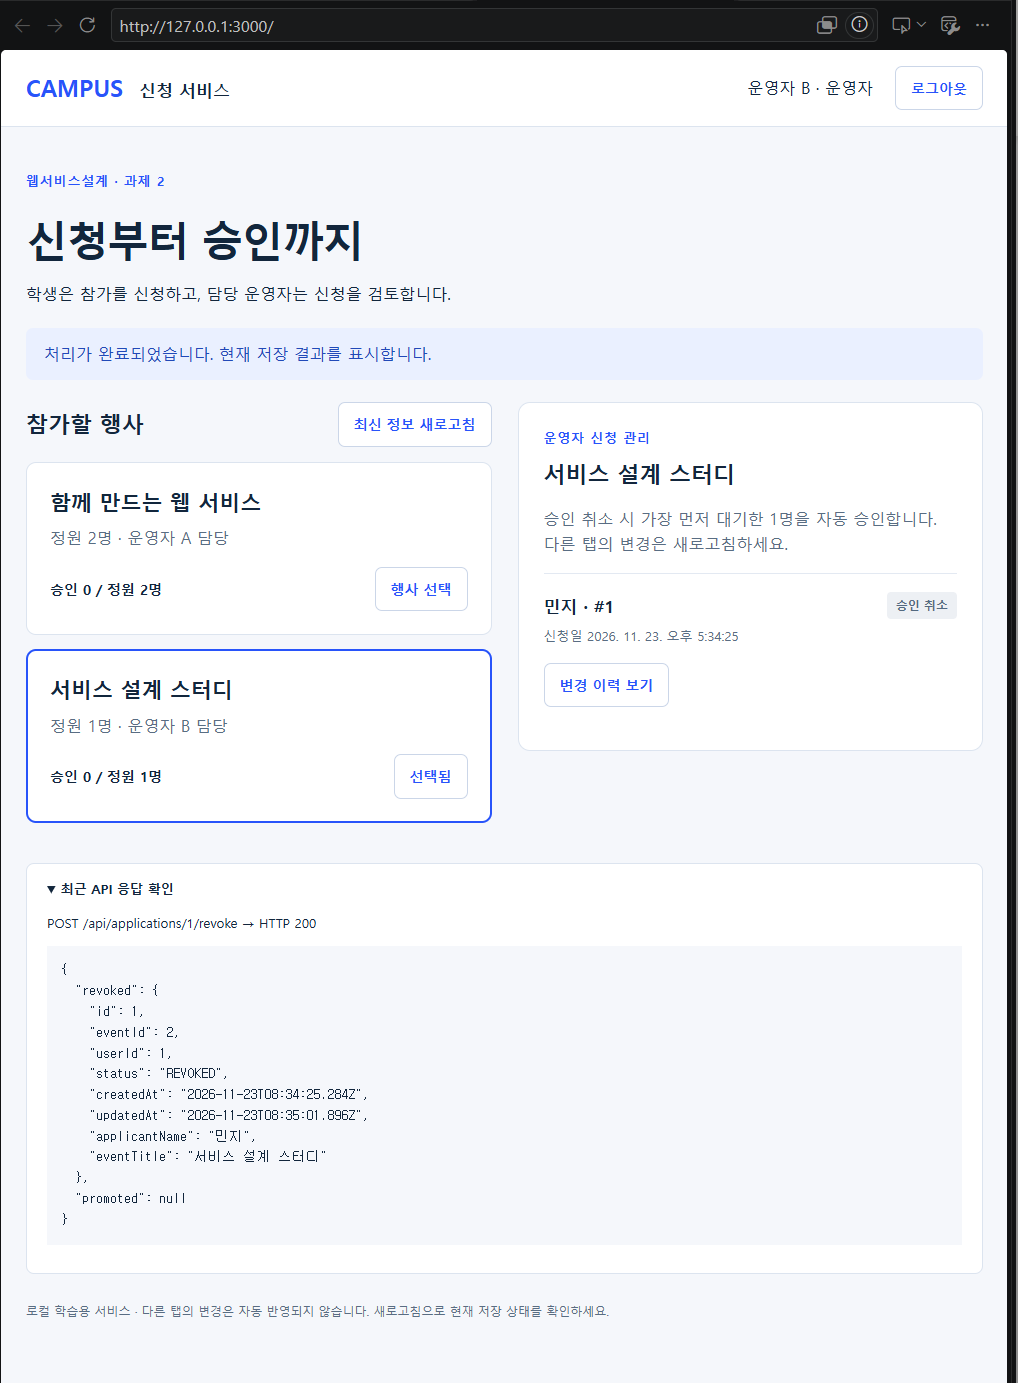 http://127.0.0.1:3000/
CAMPUS 신청 서비스
운영자 B · 운영자
로그아웃
웹서비스설계 · 과제 2
신청부터 승인까지
학생은 참가를 신청하고, 담당 운영자는 신청을 검토합니다.
처리가 완료되었습니다. 현재 저장 결과를 표시합니다.
참가할 행사
최신 정보 새로고침
함께 만드는 웹 서비스
정원 2명 · 운영자 A 담당
승인 0 / 정원 2명
행사 선택
서비스 설계 스터디
정원 1명 · 운영자 B 담당
승인 0 / 정원 1명
선택됨
운영자 신청 관리
서비스 설계 스터디
승인 취소 시 가장 먼저 대기한 1명을 자동 승인합니다.
다른 탭의 변경은 새로고침하세요.
민지 · #1
승인 취소
신청일 2026. 11. 23. 오후 5:34:25
변경 이력 보기
▼ 최근 API 응답 확인
POST /api/applications/1/revoke → HTTP 200
{
  "revoked": {
    "id": 1,
    "eventId": 2,
    "userId": 1,
    "status": "REVOKED",
    "createdAt": "2026-11-23T08:34:25.284Z",
    "updatedAt": "2026-11-23T08:35:01.896Z",
    "applicantName": "민지",
    "eventTitle": "서비스 설계 스터디"
  },
  "promoted": null
}
로컬 학습용 서비스 · 다른 탭의 변경은 자동 반영되지 않습니다. 새로고침으로 현재 저장 상태를 확인하세요.